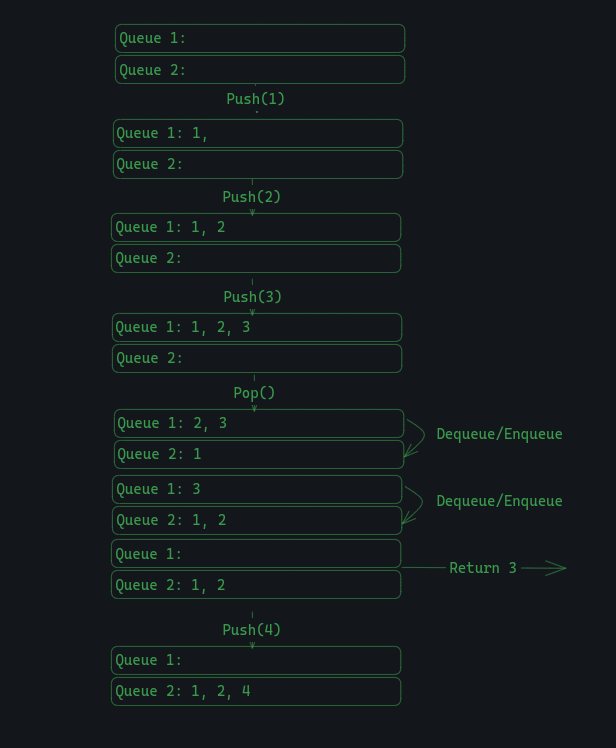 Queue 1:
Queue 2:
Push(1)
Queue 1: 1,
Queue 2:
Push(2)
Queue 1: 1, 2
Queue 2:
Push(3)
Queue 1: 1, 2, 3
Queue 2:
Pop()
Queue 1: 2, 3
Dequeue/Enqueue
Queue 2: 1
Queue 1: 3
Dequeue/Enqueue
Queue 2: 1, 2
Queue 1:
Return 3
Queue 2: 1, 2
Push(4)
Queue 1:
Queue 2: 1, 2, 4